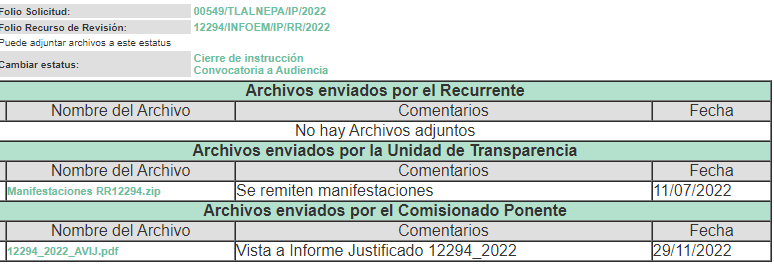 Folio Solicitud: 00549/TLALNEPA/IP/2022
Folio Recurso de Revisión: 12294/INFOEM/IP/RR/2022
Puede adjuntar archivos a este estatus
Cambiar estatus: Cierre de instrucción
Convocatoria a Audiencia
Archivos enviados por el Recurrente
Nombre del Archivo Comentarios Fecha
No hay Archivos adjuntos
Archivos enviados por la Unidad de Transparencia
Nombre del Archivo Comentarios Fecha
Manifestaciones RR12294.zip Se remiten manifestaciones 11/07/2022
Archivos enviados por el Comisionado Ponente
Nombre del Archivo Comentarios Fecha
12294_2022_AVIJ.pdf Vista a Informe Justificado 12294_2022 29/11/2022